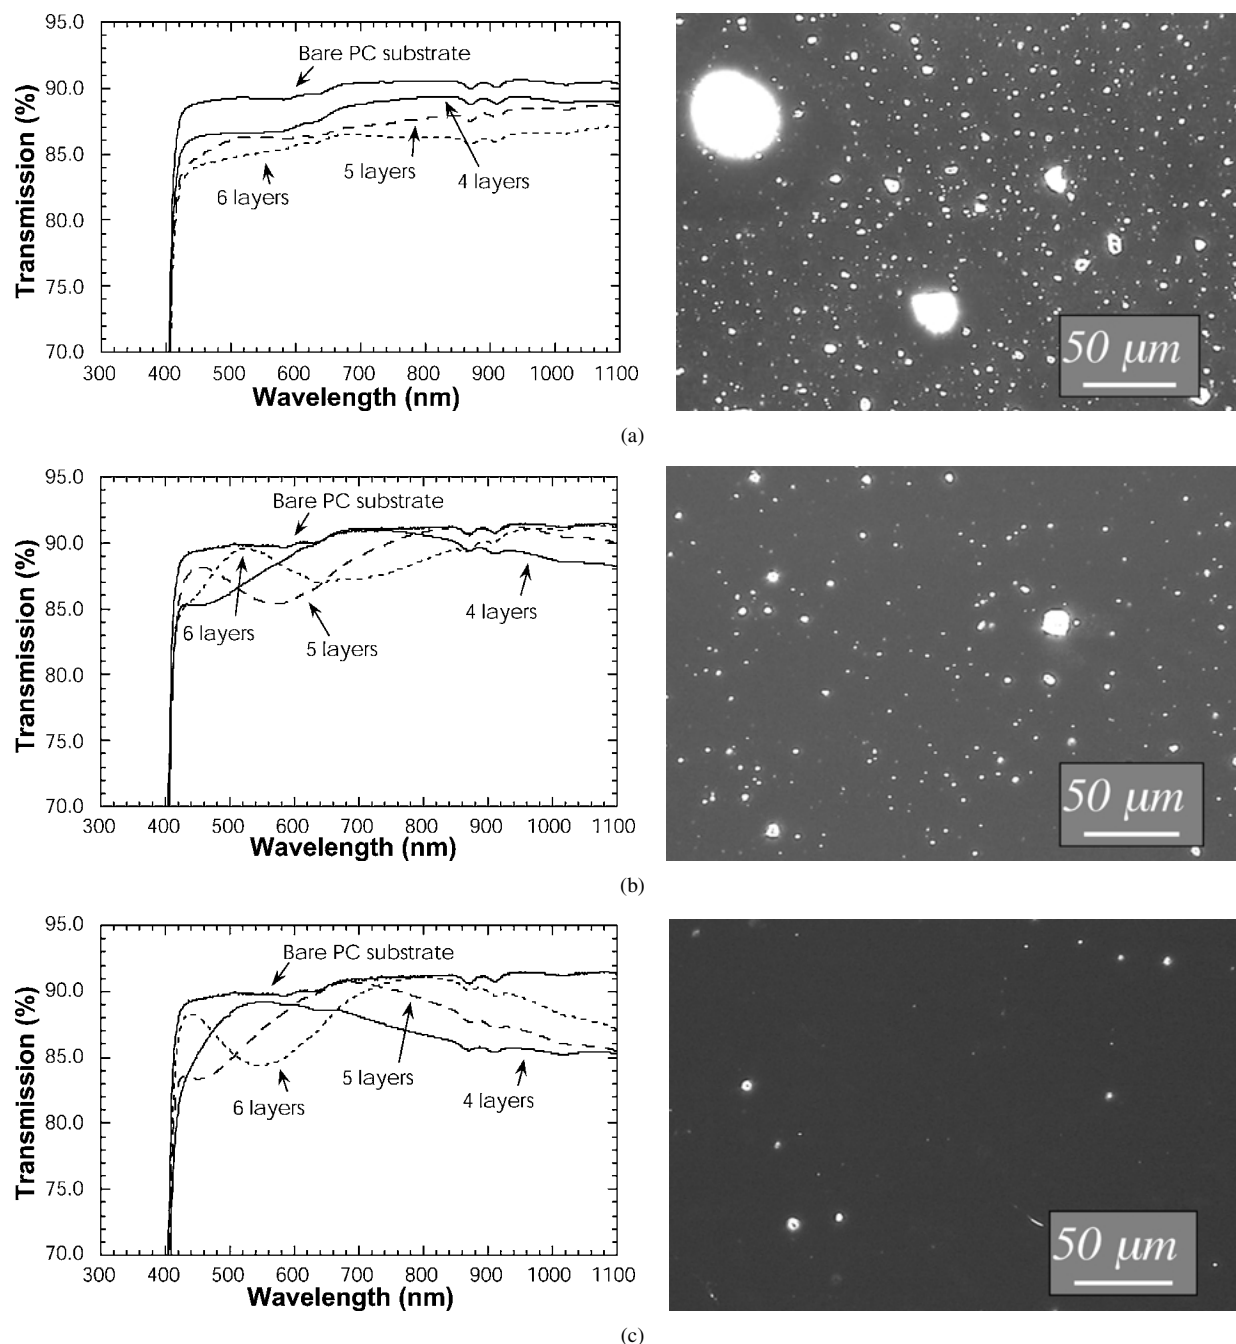 95.0
90.0
85.0
80.0
75.0
70.0
Transmission (%)
Bare PC substrate
6 layers
5 layers
4 layers
300 400 500 600 700 800 900 1000 1100
Wavelength (nm)
50 μm
(a)
95.0
90.0
85.0
80.0
75.0
70.0
Transmission (%)
Bare PC substrate
6 layers
5 layers
4 layers
300 400 500 600 700 800 900 1000 1100
Wavelength (nm)
50 μm
(b)
95.0
90.0
85.0
80.0
75.0
70.0
Transmission (%)
Bare PC substrate
6 layers
5 layers
4 layers
300 400 500 600 700 800 900 1000 1100
Wavelength (nm)
50 μm
(c)